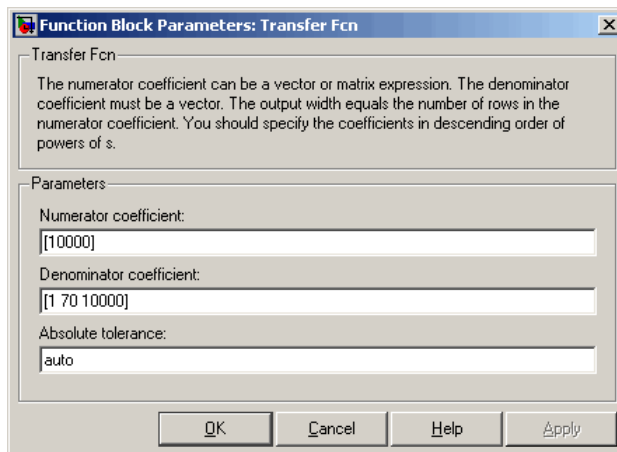 Function Block Parameters: Transfer Fcn
Transfer Fcn
The numerator coefficient can be a vector or matrix expression. The denominator
coefficient must be a vector. The output width equals the number of rows in the
numerator coefficient. You should specify the coefficients in descending order of
powers of s.
Parameters
Numerator coefficient:
[10000]
Denominator coefficient:
[1 70 10000]
Absolute tolerance:
auto
OK Cancel Help Apply